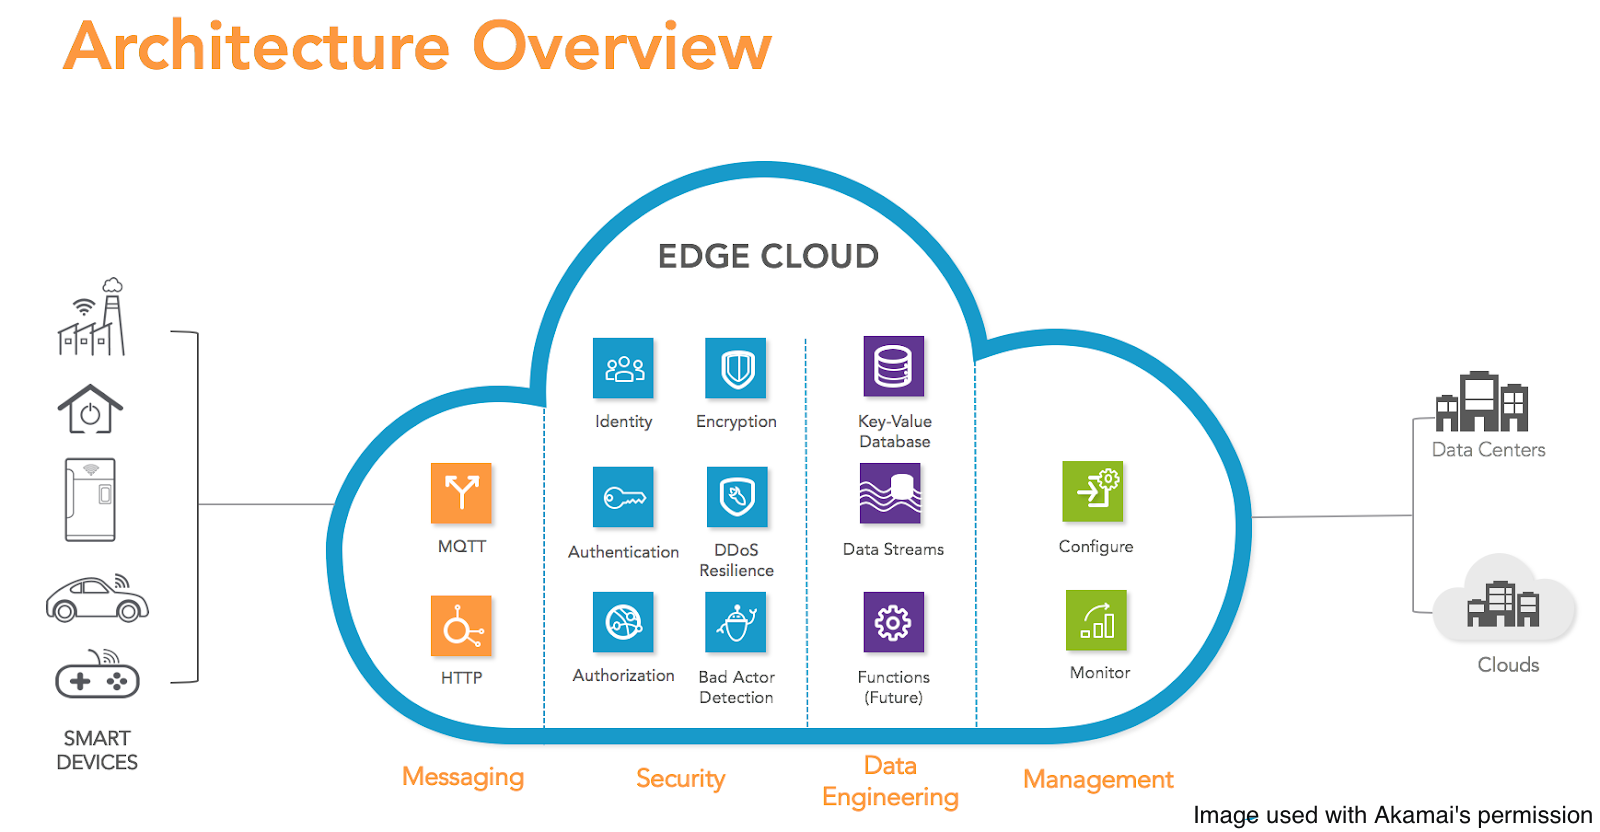 Architecture Overview
EDGE CLOUD
Identity
Encryption
Key-Value
Database
MQTT
Authentication
DDoS
Resilience
Data Streams
Configure
HTTP
Authorization
Bad Actor
Detection
Functions
(Future)
Monitor
Data Centers
Clouds
SMART
DEVICES
Messaging
Security
Data
Engineering
Management
Image used with Akamai's permission